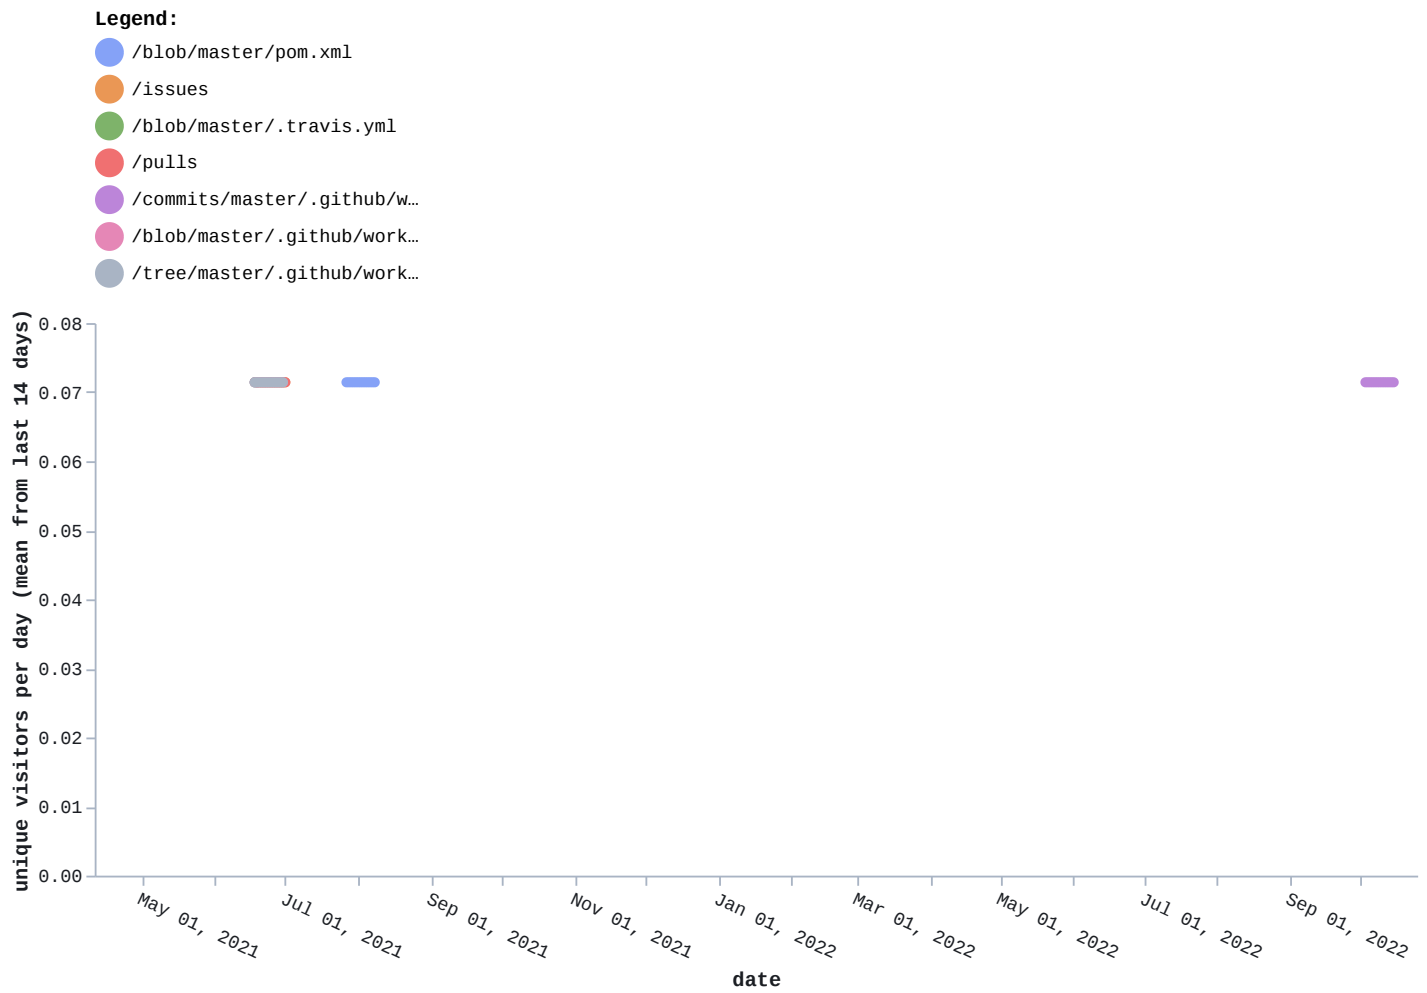 Legend:
/blob/master/pom.xml
/issues
/blob/master/.travis.yml
/pulls
/commits/master/.github/w…
/blob/master/.github/work…
/tree/master/.github/work…
unique visitors per day (mean from last 14 days)
0.08
0.07
0.06
0.05
0.04
0.03
0.02
0.01
0.00
May 01, 2021
Jul 01, 2021
Sep 01, 2021
Nov 01, 2021
Jan 01, 2022
Mar 01, 2022
May 01, 2022
Jul 01, 2022
Sep 01, 2022
date